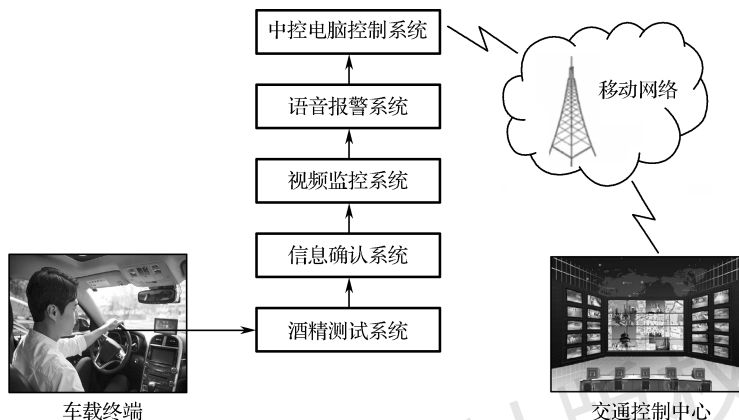 中控电脑控制系统
语音报警系统
移动网络
视频监控系统
信息确认系统
酒精测试系统
车载终端
交通控制中心